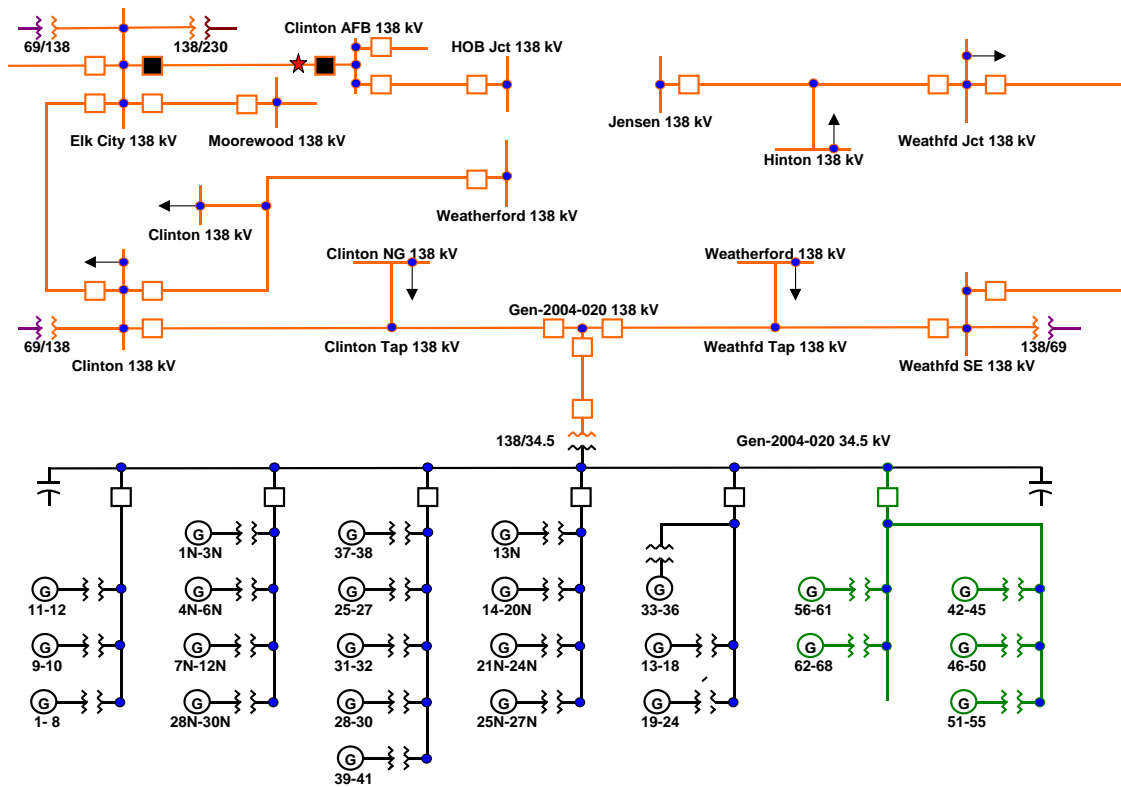 69/138
138/230
Clinton AFB 138 kV
HOB Jct 138 kV
Elk City 138 kV
Moorewood 138 kV
Jensen 138 kV
Hinton 138 kV
Weathfd Jct 138 kV
Clinton 138 kV
Weatherford 138 kV
Clinton NG 138 kV
Weatherford 138 kV
Gen-2004-020 138 kV
69/138
Clinton 138 kV
Clinton Tap 138 kV
Weathfd Tap 138 kV
138/69
Weathfd SE 138 kV
138/34.5
Gen-2004-020 34.5 kV
G
1N-3N
G
37-38
G
13N
G
11-12
G
4N-6N
G
25-27
G
14-20N
G
33-36
G
56-61
G
42-45
G
9-10
G
7N-12N
G
31-32
G
21N-24N
G
13-18
G
62-68
G
46-50
G
1- 8
G
28N-30N
G
28-30
G
25N-27N
G
19-24
G
51-55
G
39-41